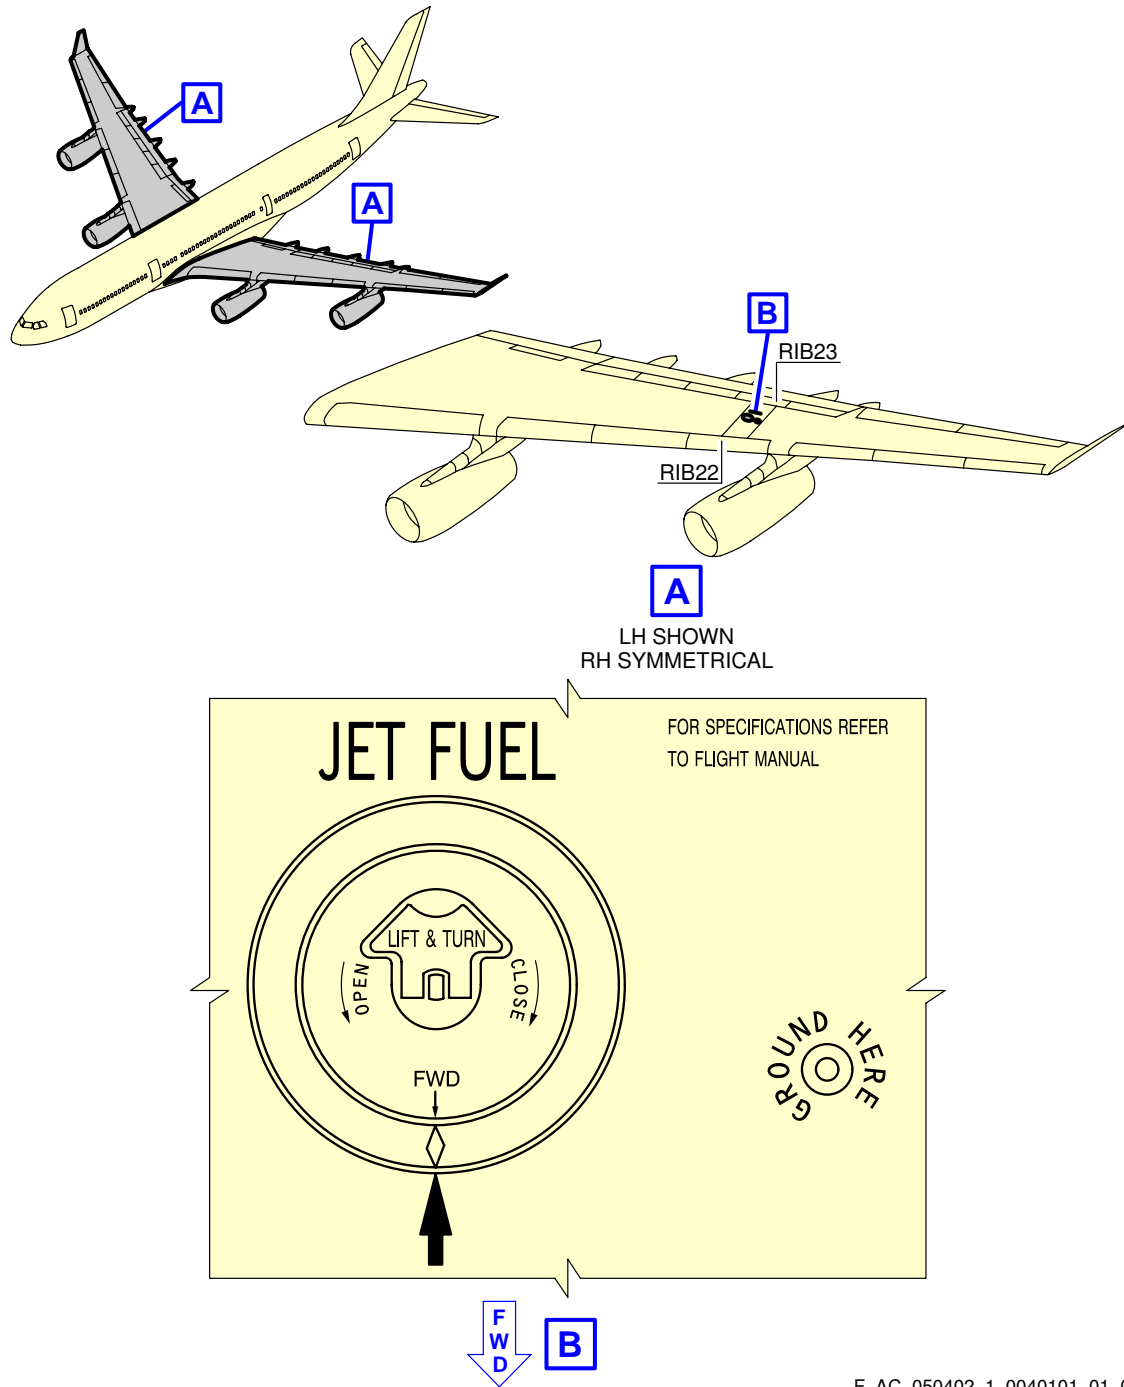 A
A
B
RIB23
RIB22
A
LH SHOWN
RH SYMMETRICAL
JET FUEL
FOR SPECIFICATIONS REFER
TO FLIGHT MANUAL
LIFT & TURN
OPEN
CLOSE
FWD
GROUND HERE
FWD
B